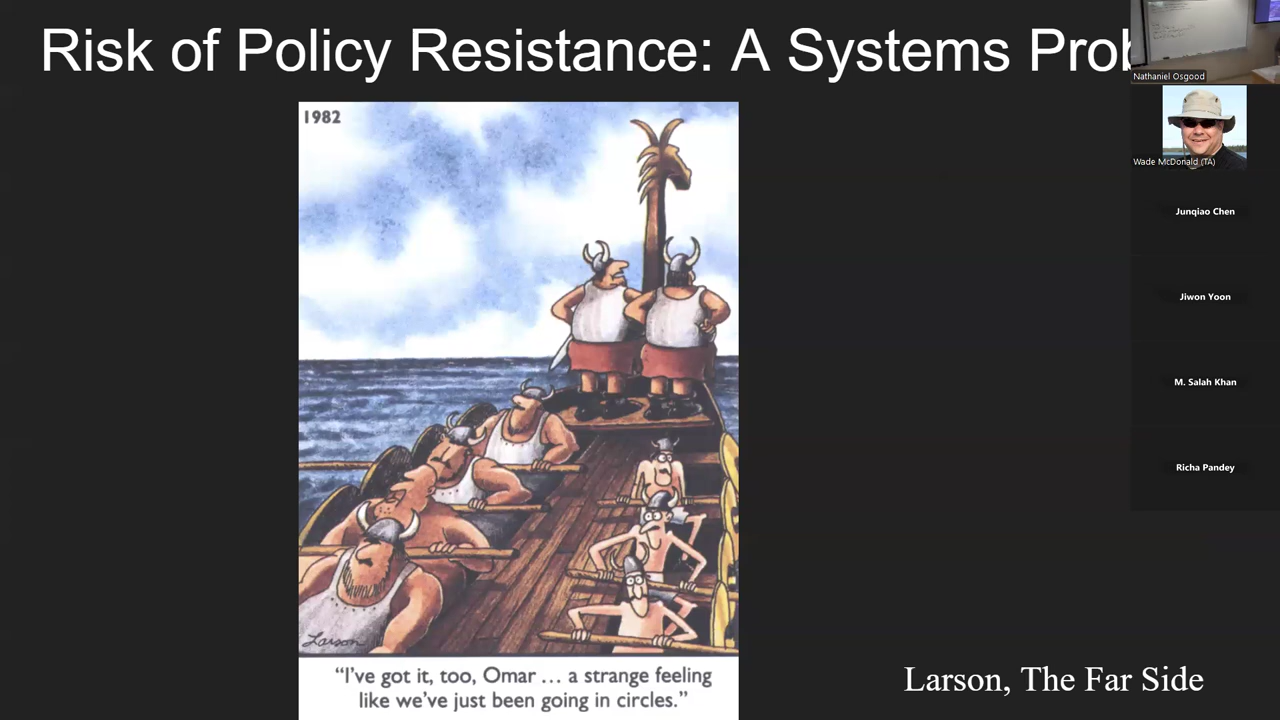 Risk of Policy Resistance: A Systems Prob
1982
Larson
“I’ve got it, too, Omar … a strange feeling
like we’ve just been going in circles.”
Larson, The Far Side
Nathaniel Osgood
Wade McDonald (TA)
Junqiao Chen
Jiwon Yoon
M. Salah Khan
Richa Pandey